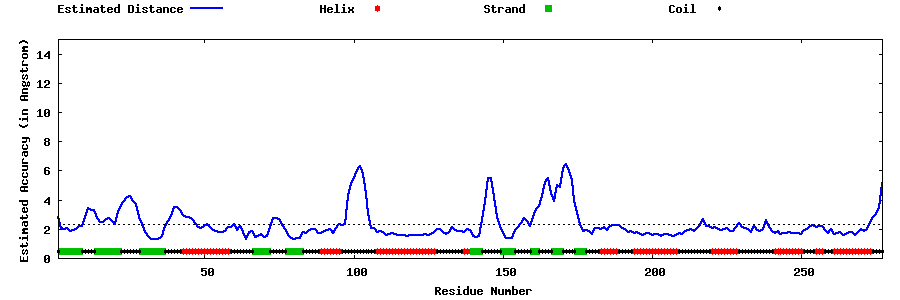 Estimated Distance Helix Strand Coil
Estimated Accuracy (in Angstrom)
14
12
10
8
6
4
2
0
50 100 150 200 250
Residue Number